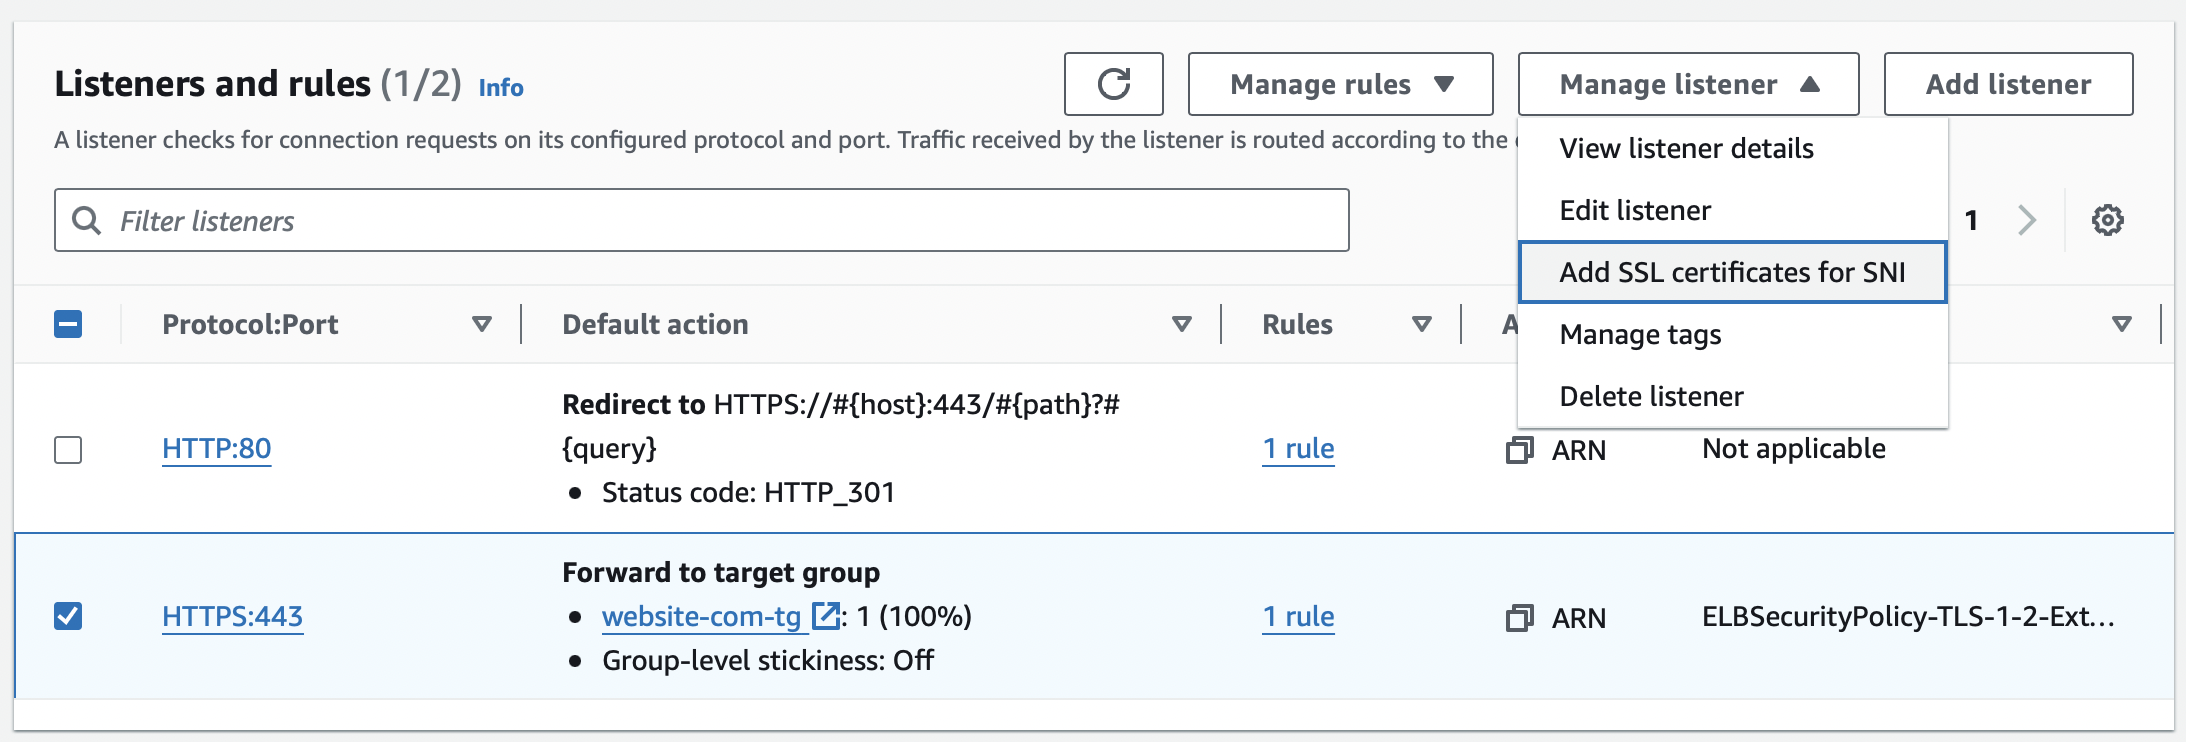 Listeners and rules (1/2) Info
Manage rules
Manage listener
Add listener
A listener checks for connection requests on its configured protocol and port. Traffic received by the listener is routed according to the
View listener details
Edit listener
Add SSL certificates for SNI
Manage tags
Delete listener
Filter listeners
1
Protocol:Port
Default action
Rules
HTTP:80
Redirect to HTTPS://#{host}:443/#{path}?#
{query}
• Status code: HTTP_301
1 rule
ARN
Not applicable
HTTPS:443
Forward to target group
• website-com-tg : 1 (100%)
• Group-level stickiness: Off
1 rule
ARN
ELBSecurityPolicy-TLS-1-2-Ext...